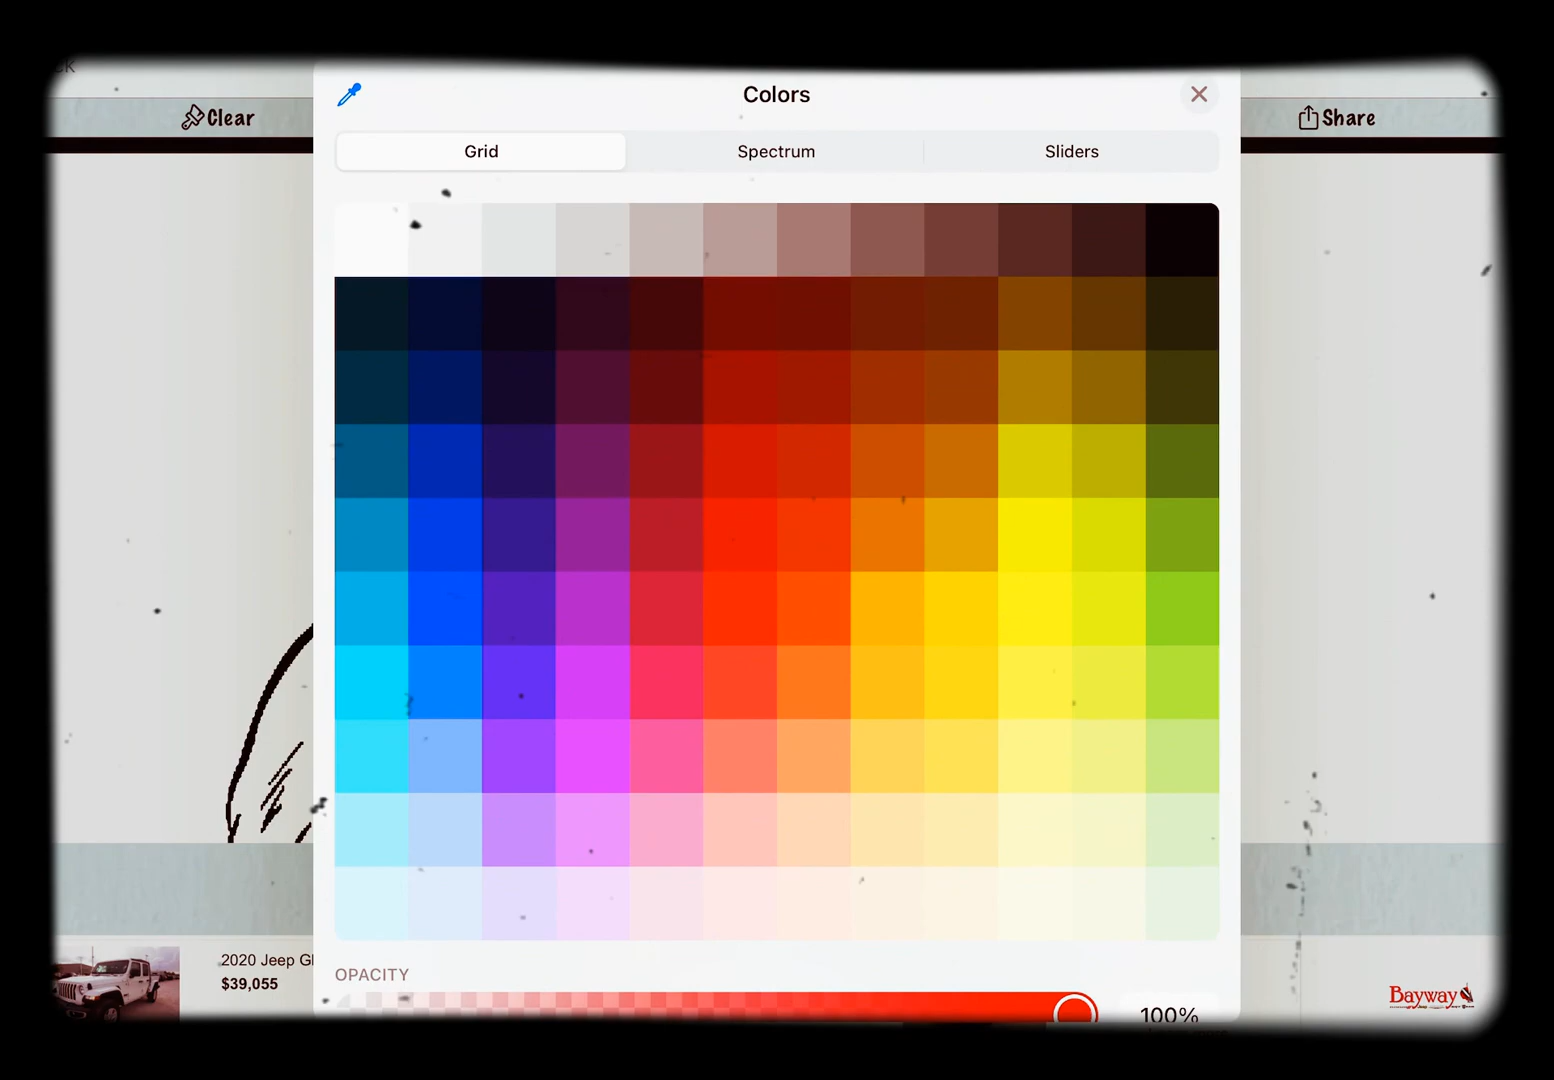 Colors
Clear
Share
Grid
Spectrum
Sliders
OPACITY
2020 Jeep
$39,055
100%
Bayway